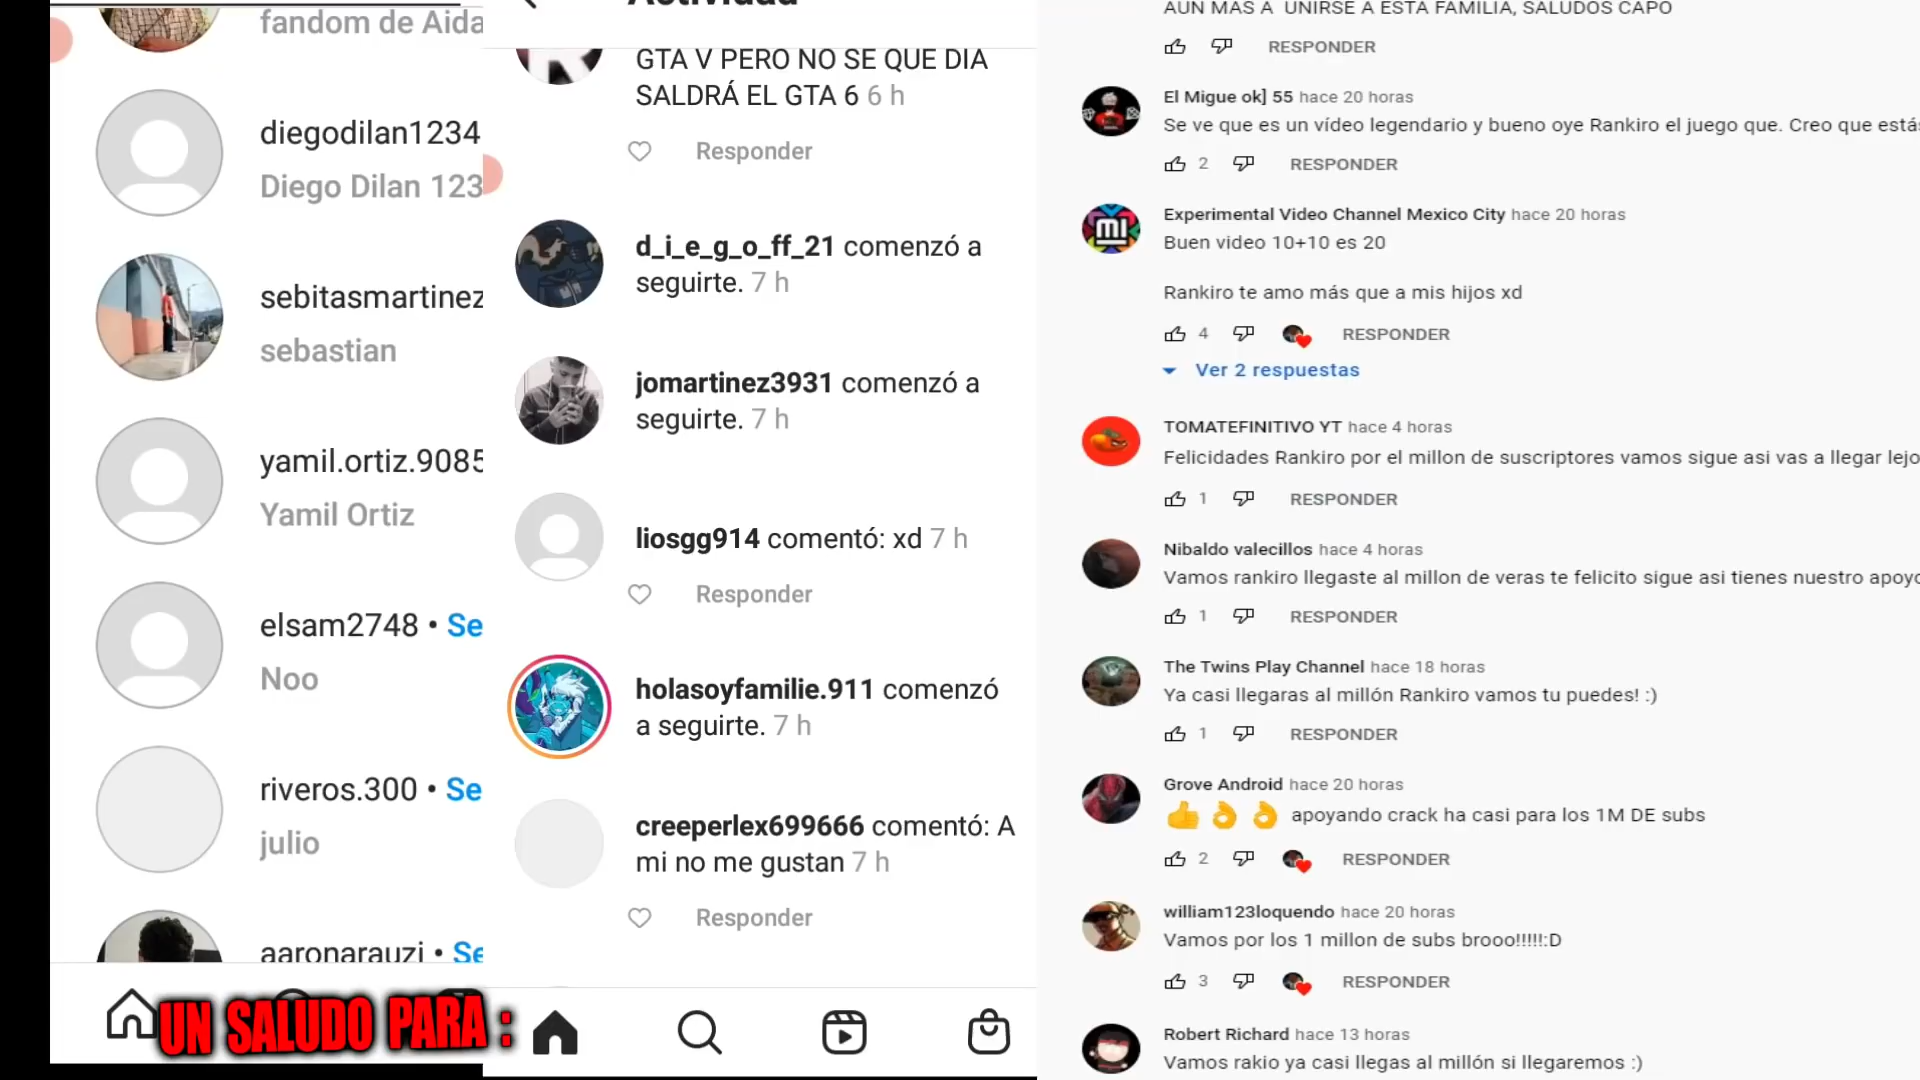 fandom de Aida
diegodilan1234
Diego Dilan 123
sebitasmartinez
sebastian
yamil.ortiz.9085
Yamil Ortiz
elsam2748 • Se
Noo
riveros.300 • Se
julio
aaronarauzi • Se
UN SALUDO PARA :
Actividad
GTA V PERO NO SE QUE DIA
SALDRÁ EL GTA 6 6 h
Responder
d_i_e_g_o_ff_21 comenzó a
seguirte. 7 h
jomartinez3931 comenzó a
seguirte. 7 h
liosgg914 comentó: xd 7 h
Responder
holasoyfamilie.911 comenzó
a seguirte. 7 h
creeperlex699666 comentó: A
mi no me gustan 7 h
Responder
AUN MAS A UNIRSE A ESTA FAMILIA, SALUDOS CAPO
RESPONDER
El Migue ok] 55 hace 20 horas
Se ve que es un vídeo legendario y bueno oye Rankiro el juego que. Creo que estás
2 RESPONDER
Experimental Video Channel Mexico City hace 20 horas
Buen video 10+10 es 20
Rankiro te amo más que a mis hijos xd
4 RESPONDER
Ver 2 respuestas
TOMATEFINITIVO YT hace 4 horas
Felicidades Rankiro por el millon de suscriptores vamos sigue asi vas a llegar lejo
1 RESPONDER
Nibaldo valecillos hace 4 horas
Vamos rankiro llegaste al millon de veras te felicito sigue asi tienes nuestro apoyo
1 RESPONDER
The Twins Play Channel hace 18 horas
Ya casi llegaras al millón Rankiro vamos tu puedes! :)
1 RESPONDER
Grove Android hace 20 horas
👍👌👌 apoyando crack ha casi para los 1M DE subs
2 RESPONDER
william123loquendo hace 20 horas
Vamos por los 1 millon de subs brooo!!!!!:D
3 RESPONDER
Robert Richard hace 13 horas
Vamos rakio ya casi llegas al millón si llegaremos :)